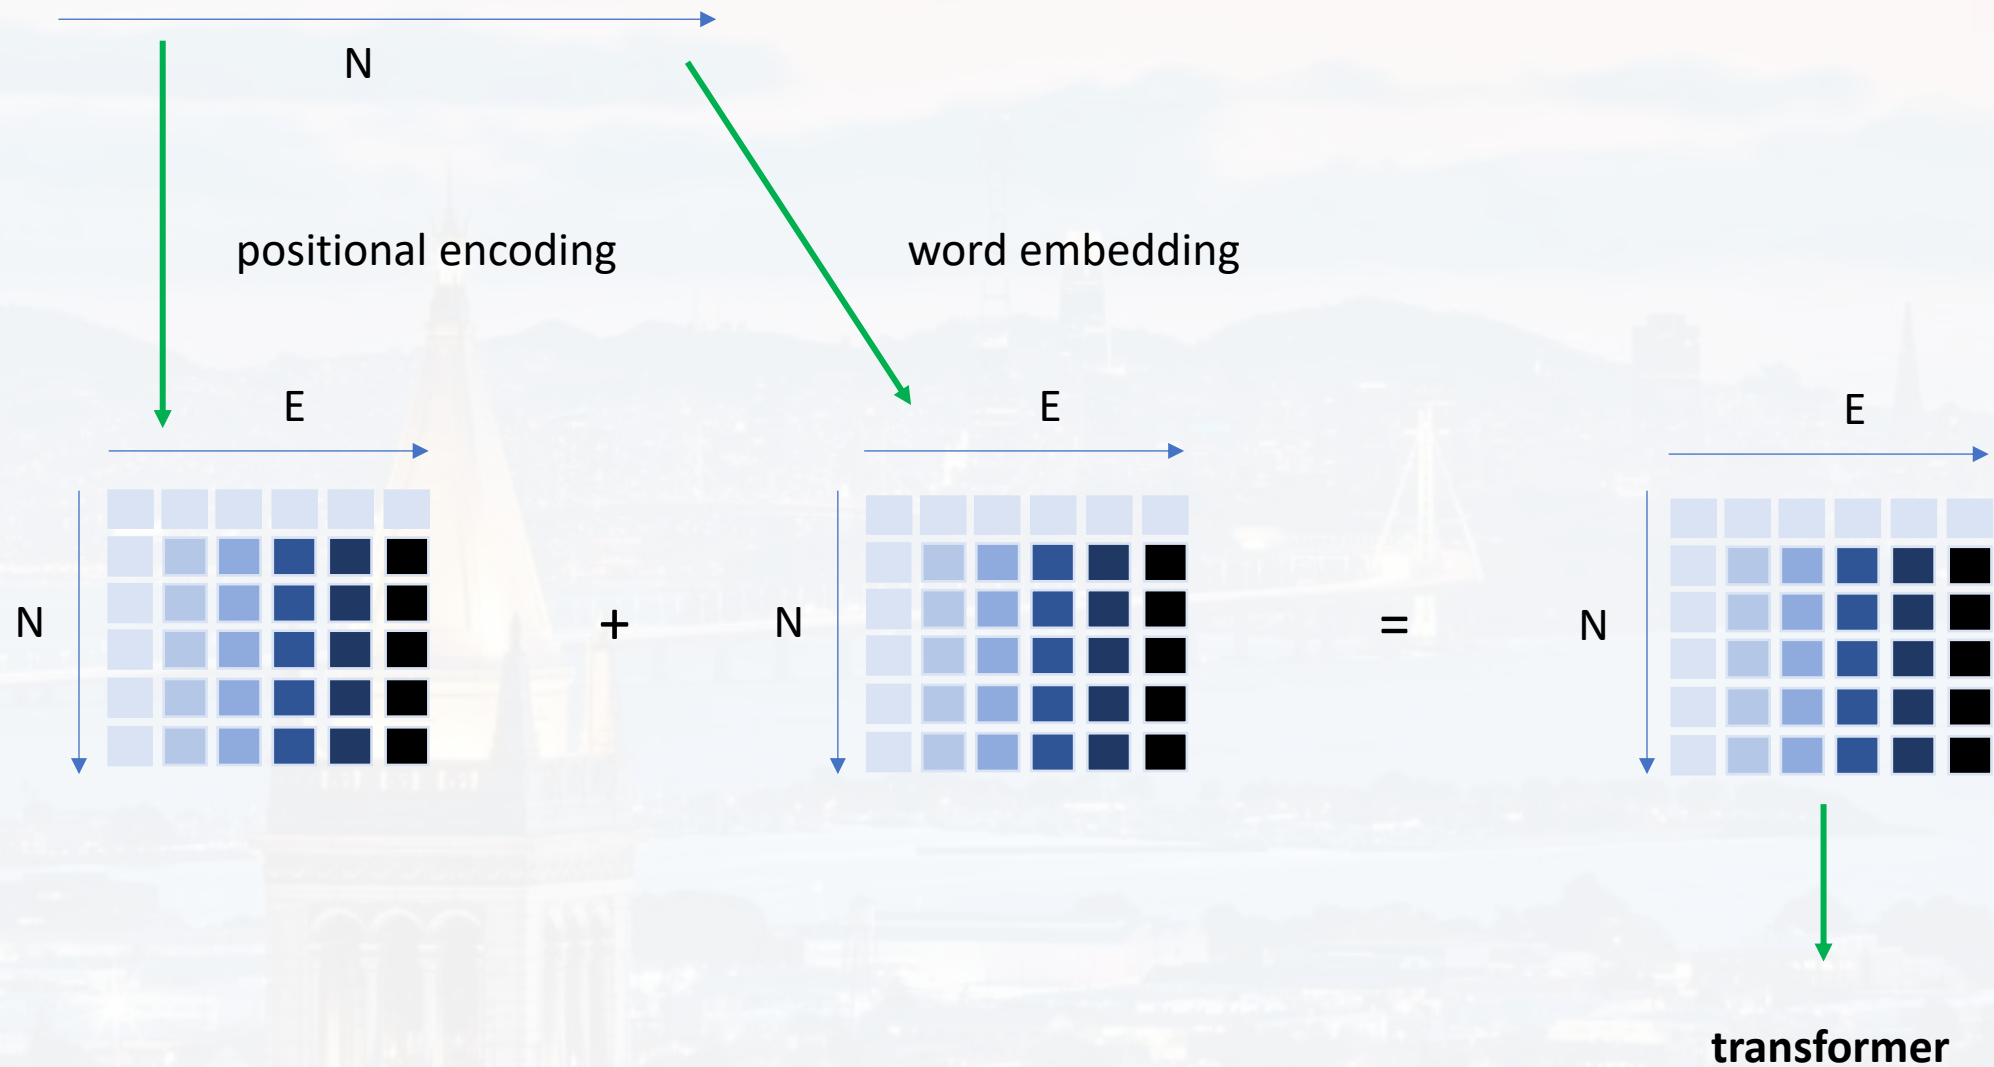 N
positional encoding
word embedding
E
E
E
N
+
N
=
N
transformer